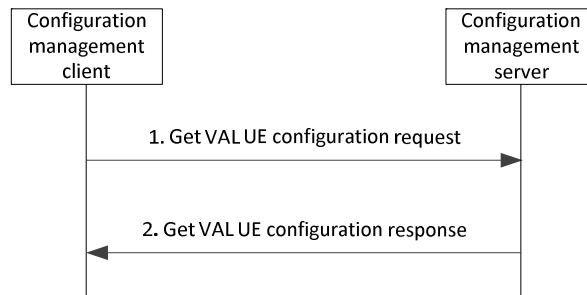 Configuration
management
client
Configuration
management
server
1. Get VAL UE configuration request
2. Get VAL UE configuration response